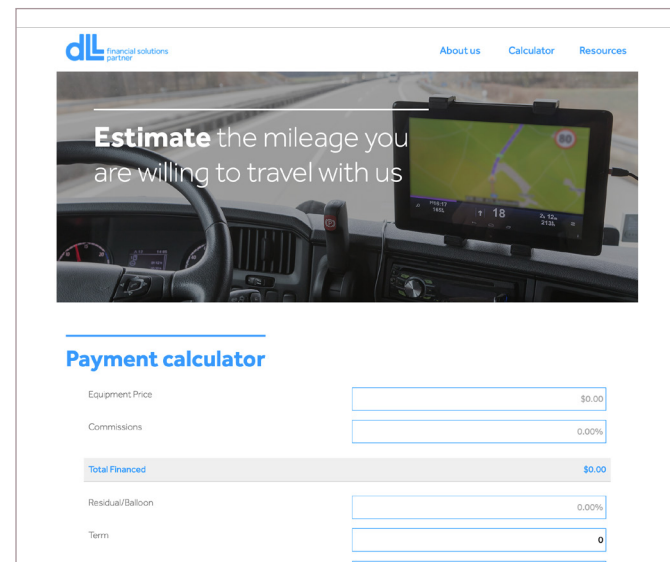 dLL financial solutions
partner
About us Calculator Resources
Estimate the mileage you
are willing to travel with us
80
18
213L
Payment calculator
Equipment Price $0.00
Commissions 0.00%
Total Financed $0.00
Residual/Balloon 0.00%
Term 0